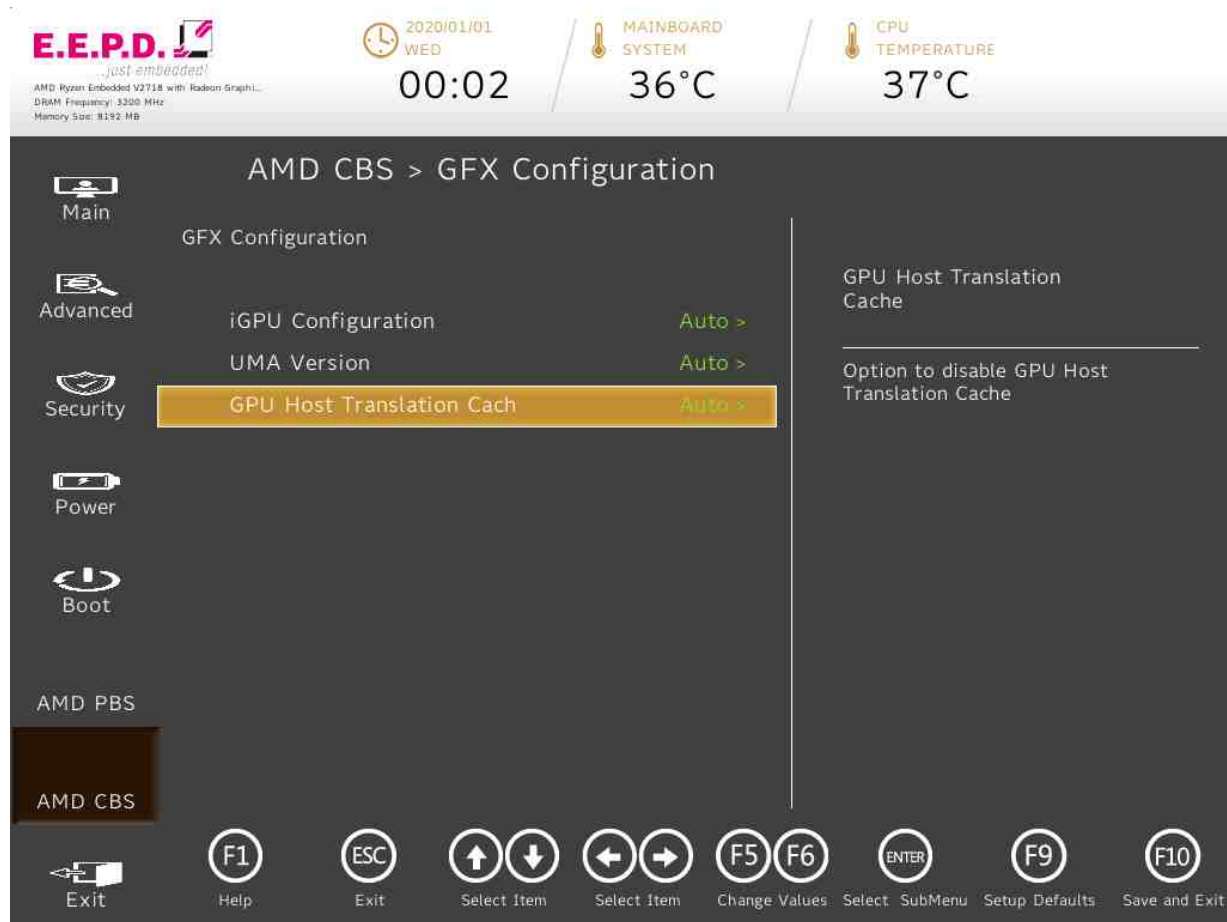 E.E.P.D.
...just embedded!
AMD Ryzen Embedded V2718 with Radeon Graphi...
DRAM Frequency: 3200 MHz
Memory Size: 8192 MB
2020/01/01
WED
00:02
MAINBOARD
SYSTEM
36°C
CPU
TEMPERATURE
37°C
AMD CBS > GFX Configuration
Main
Advanced
Security
Power
Boot
AMD PBS
AMD CBS
Exit
GFX Configuration
iGPU Configuration Auto >
UMA Version Auto >
GPU Host Translation Cach Auto >
GPU Host Translation
Cache
Option to disable GPU Host
Translation Cache
F1 Help
ESC Exit
Select Item
Select Item
F5 F6 Change Values
ENTER Select SubMenu
F9 Setup Defaults
F10 Save and Exit